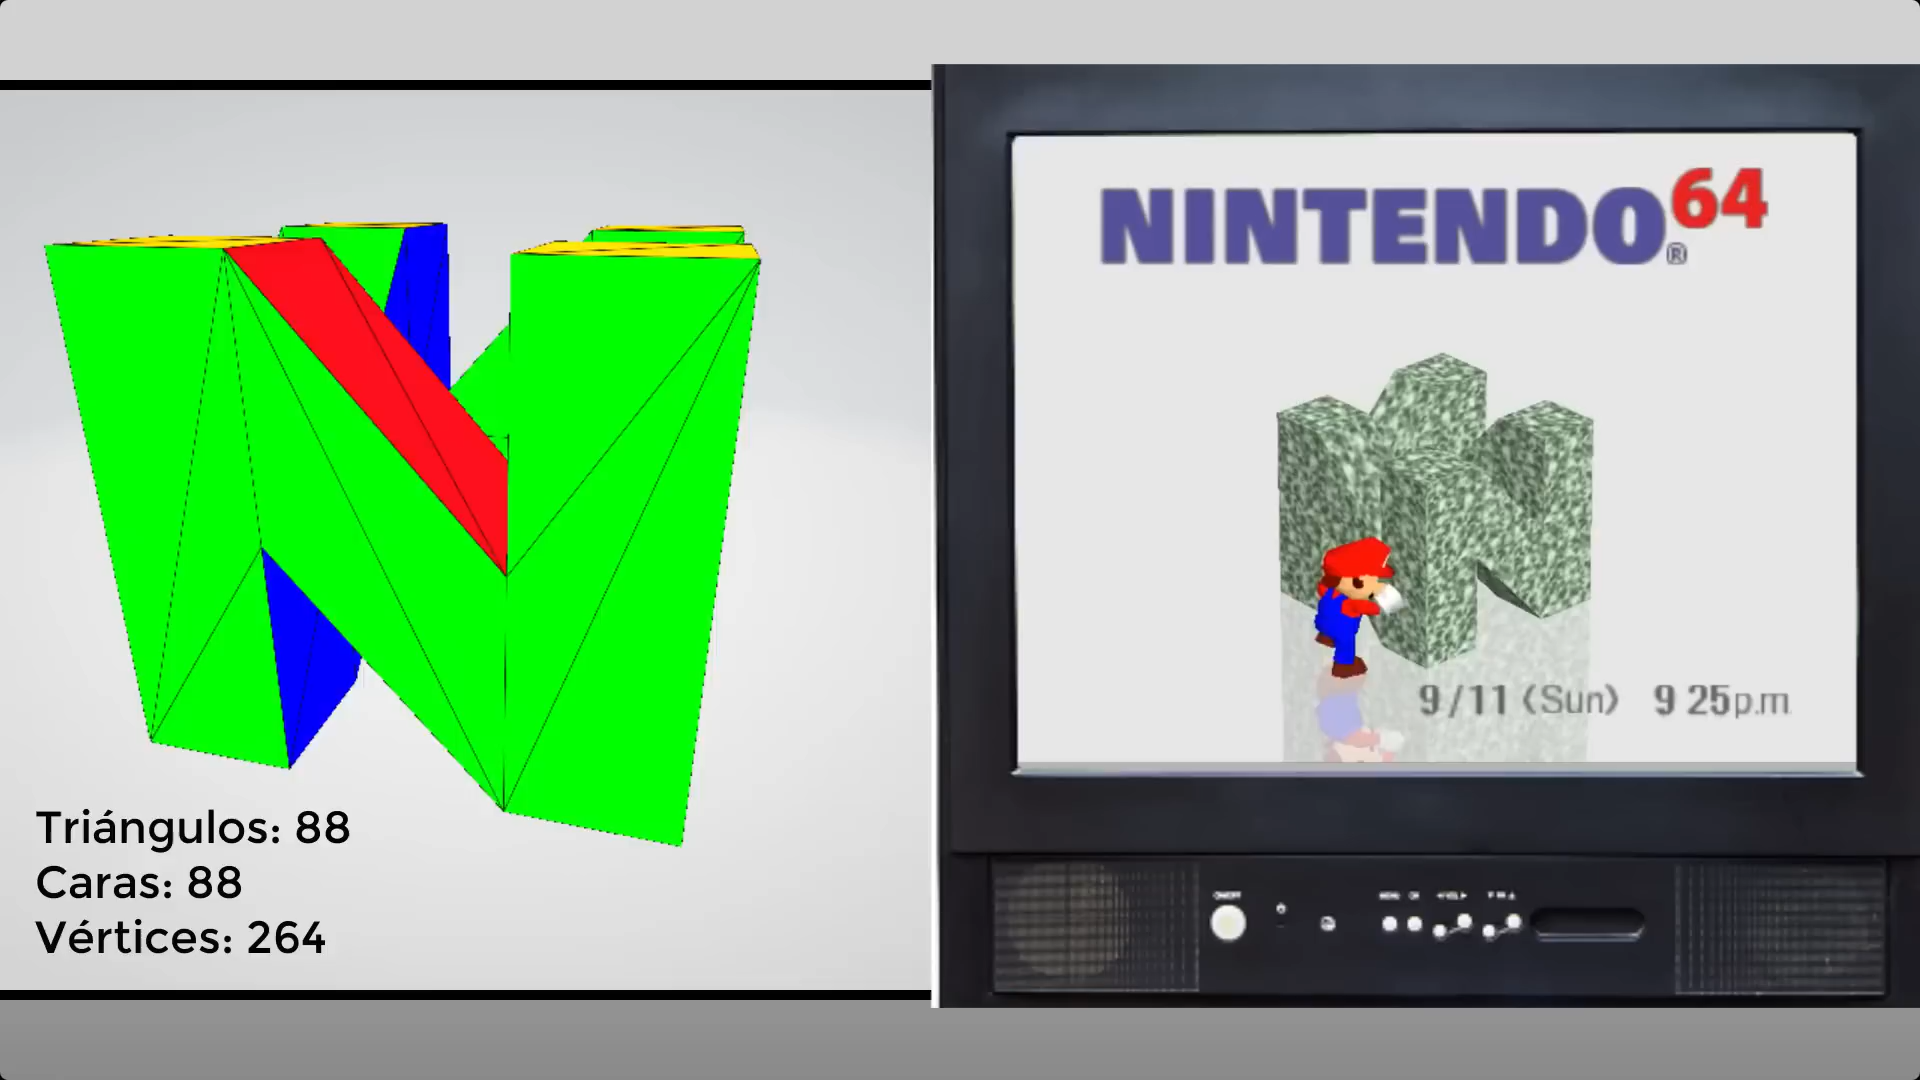 NINTENDO64
®
9/11 (Sun) 9 25p.m
Triángulos: 88
Caras: 88
Vértices: 264